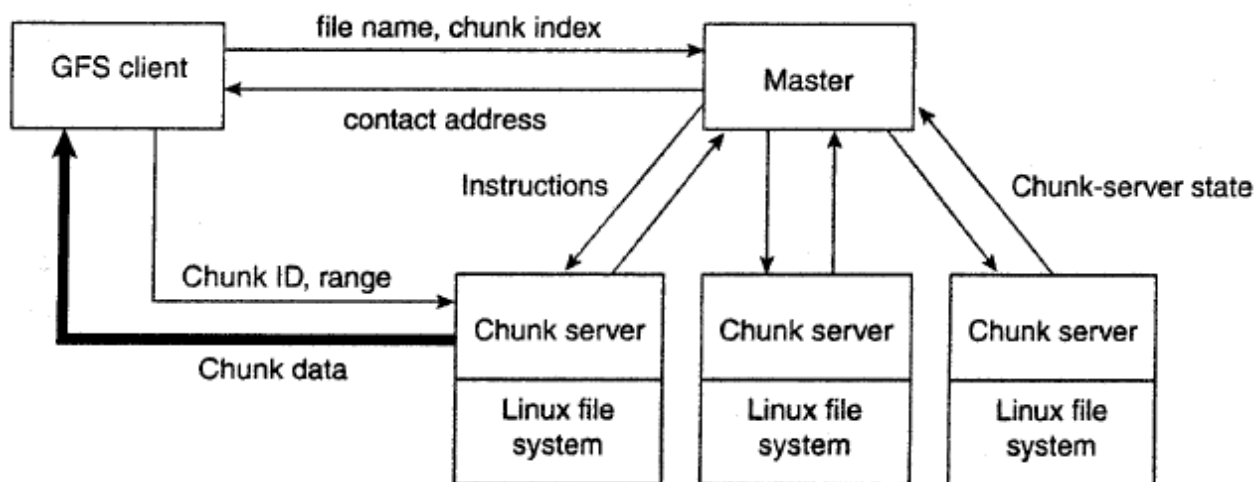 file name, chunk index
GFS client
Master
contact address
Instructions
Chunk-server state
Chunk ID, range
Chunk server
Chunk server
Chunk server
Chunk data
Linux file
system
Linux file
system
Linux file
system